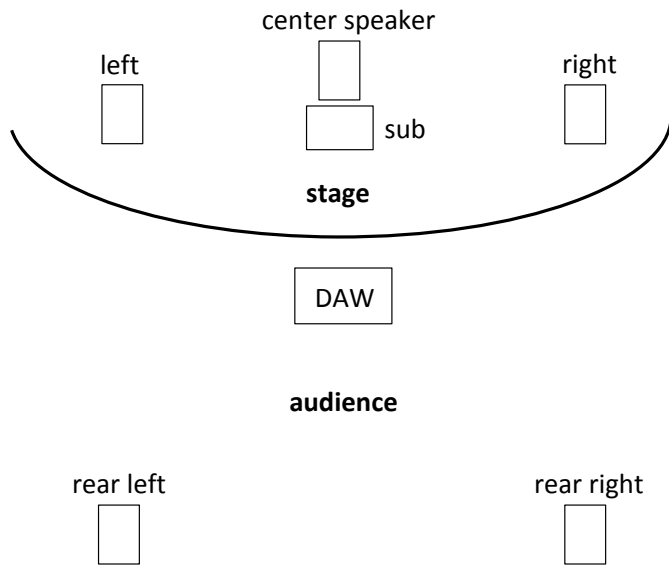 center speaker
left
right
sub
stage
DAW
audience
rear left
rear right